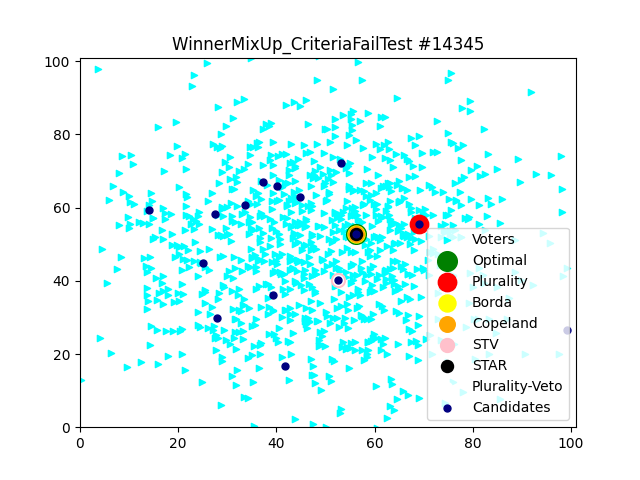 WinnerMixUp_CriteriaFailTest #14345
100
80
60
40
20
0
0 20 40 60 80 100
Voters
Optimal
Plurality
Borda
Copeland
STV
STAR
Plurality-Veto
Candidates